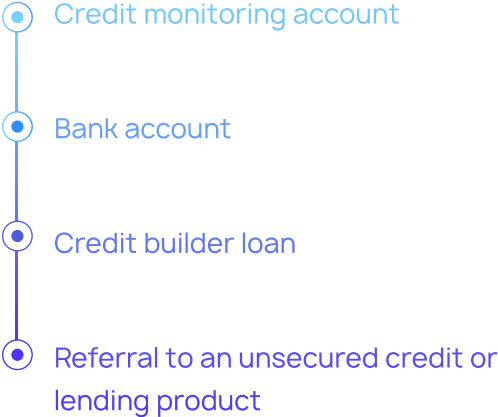 Credit monitoring account
Bank account
Credit builder loan
Referral to an unsecured credit or
lending product